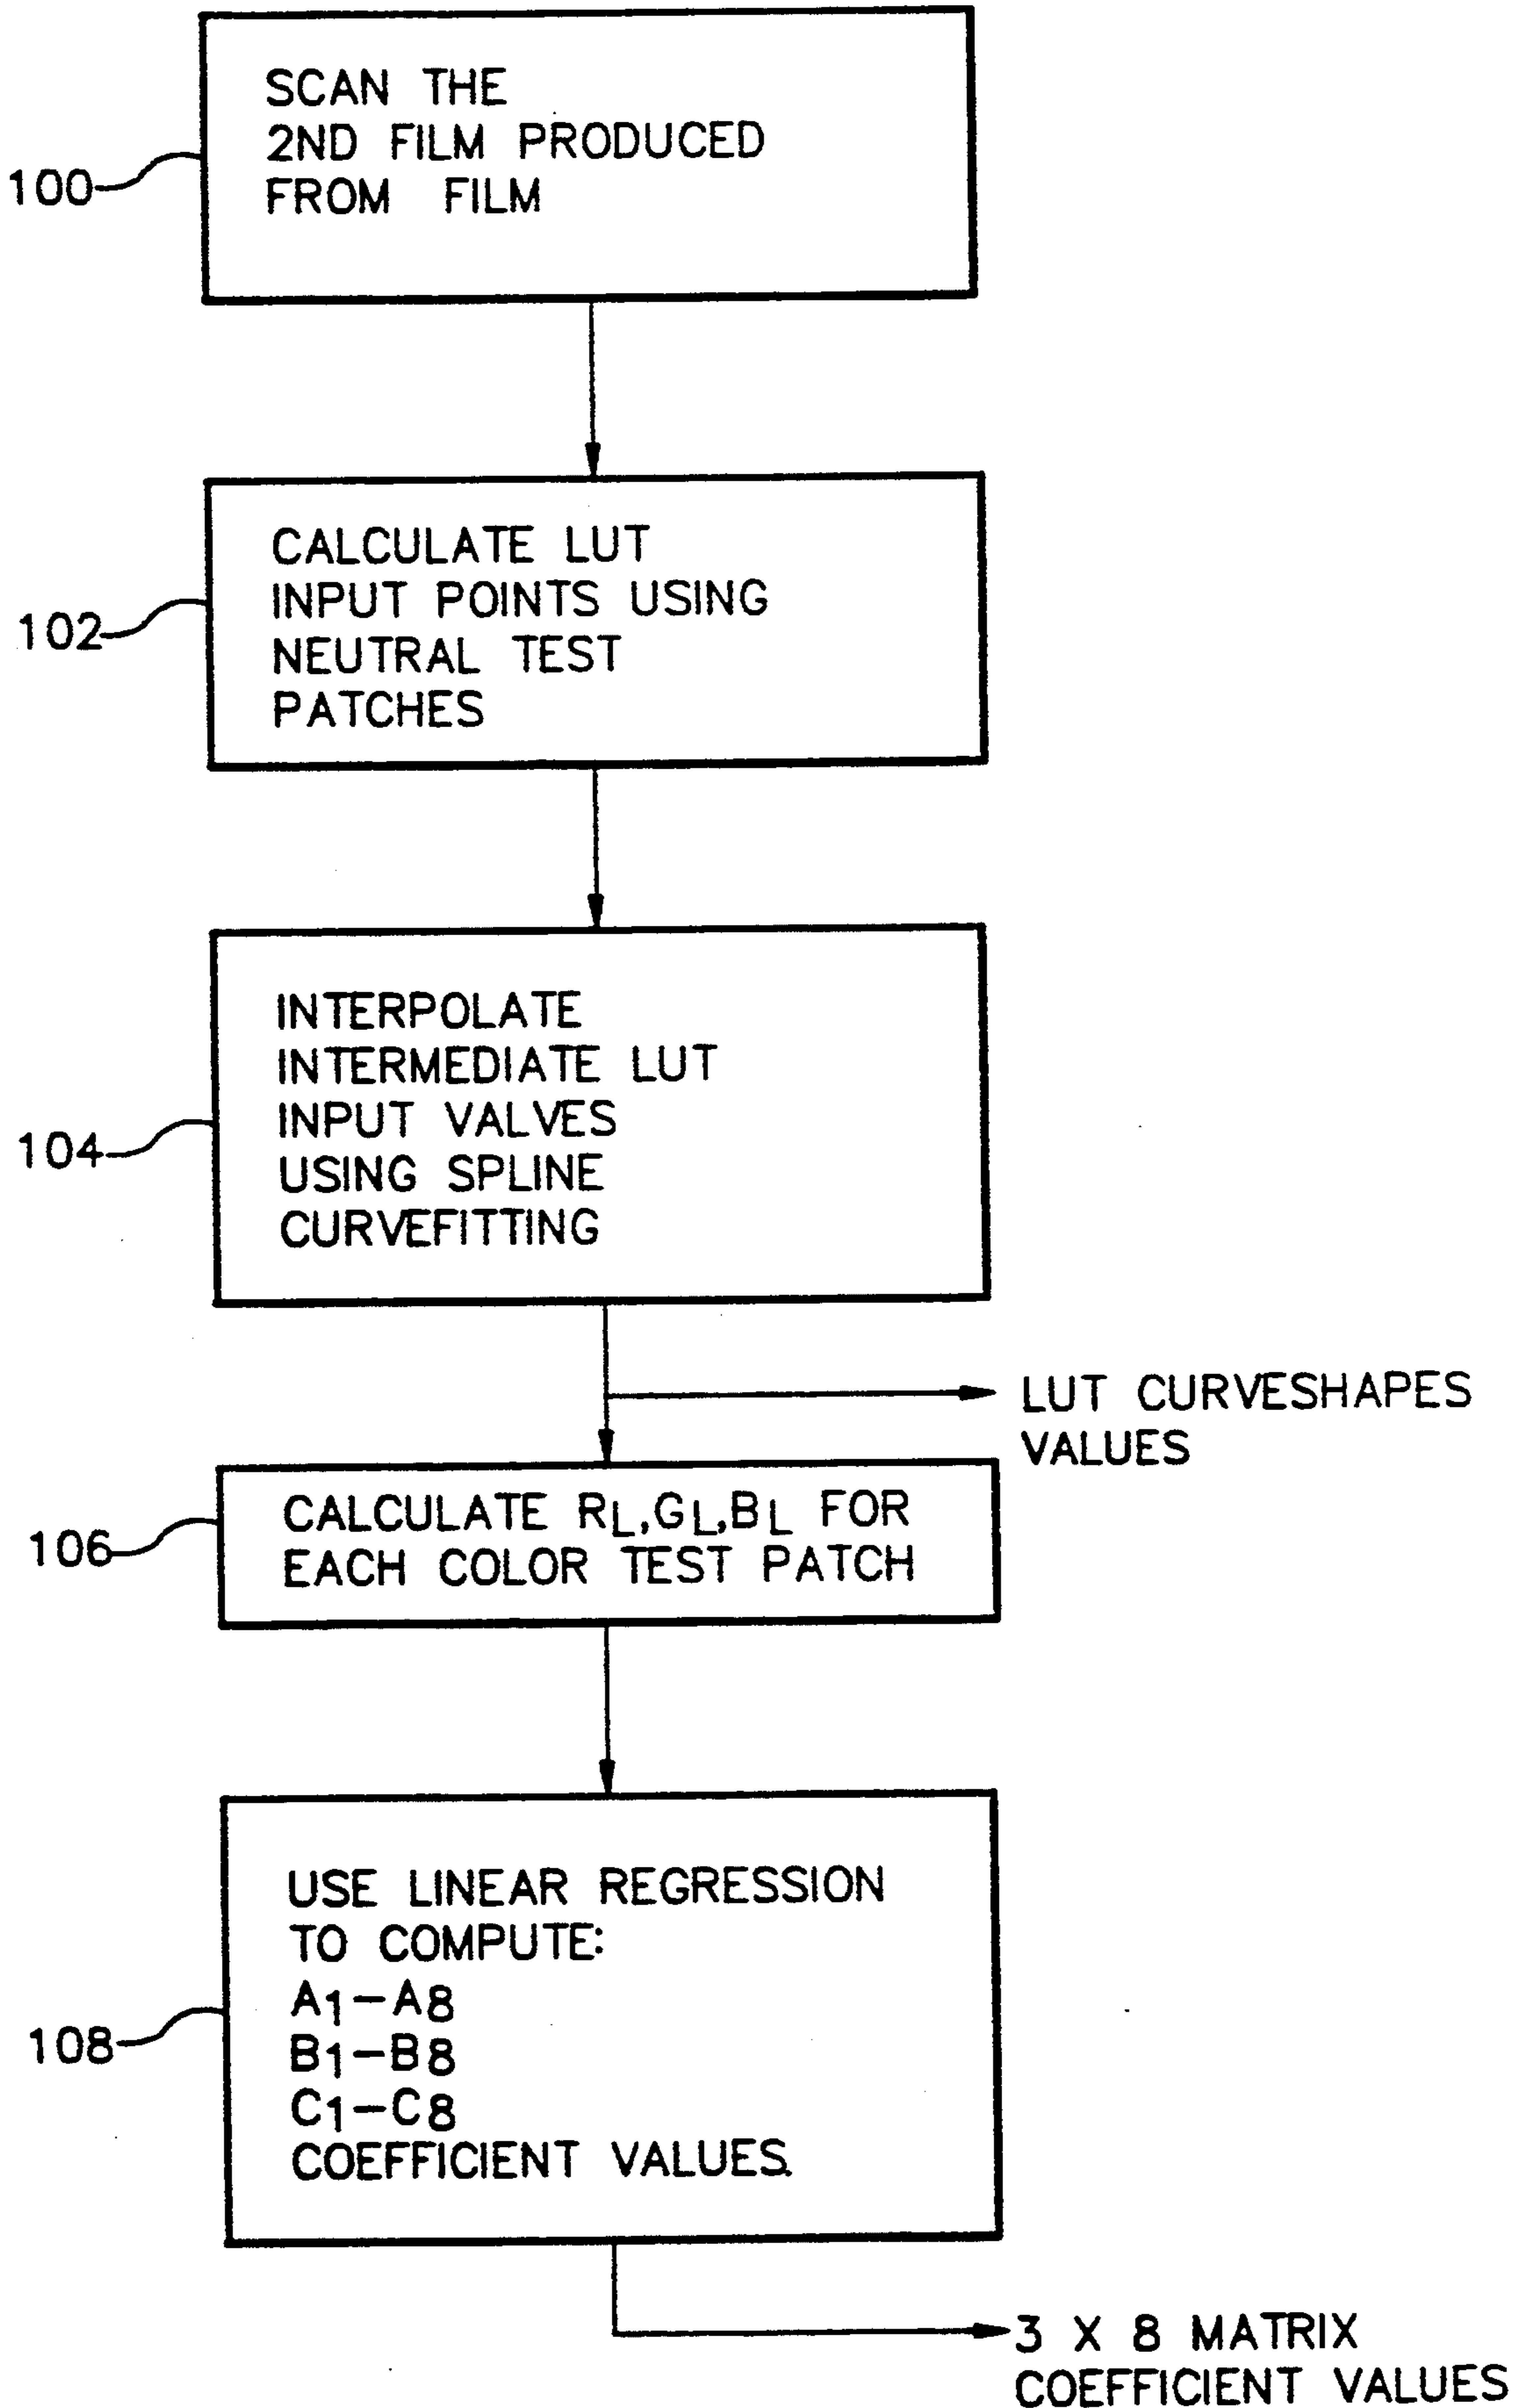 SCAN THE
2ND FILM PRODUCED
FROM FILM
100
CALCULATE LUT
INPUT POINTS USING
NEUTRAL TEST
PATCHES
102
INTERPOLATE
INTERMEDIATE LUT
INPUT VALVES
USING SPLINE
CURVEFITTING
104
LUT CURVESHAPES
VALUES
CALCULATE RL,GL,BL FOR
EACH COLOR TEST PATCH
106
USE LINEAR REGRESSION
TO COMPUTE:
A1-A8
B1-B8
C1-C8
COEFFICIENT VALUES.
108
3 X 8 MATRIX
COEFFICIENT VALUES